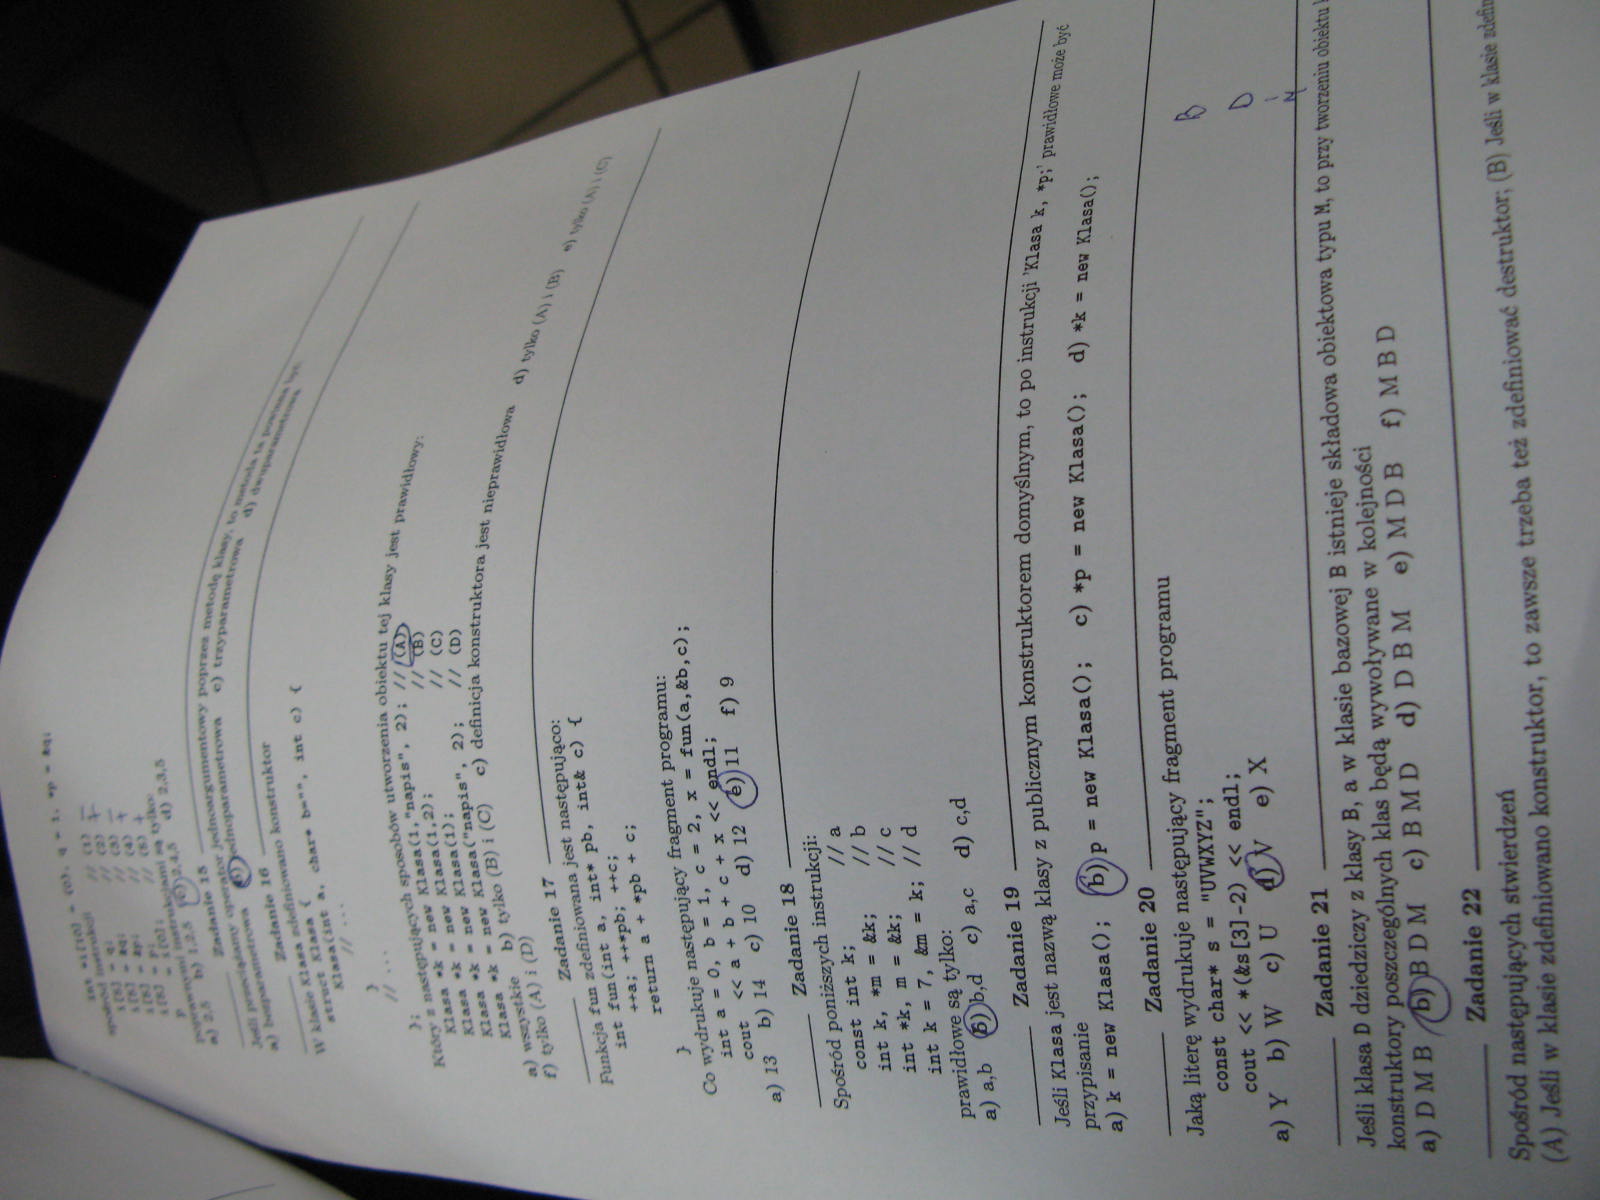 int *i[10] = {0}, q = 1, *p = &q;
spośród instrukcji
i[5] = q; // (1) —
i[5] = &q; // (2) +
i[5] = &p; // (3) —
i[5] = p; // (4) +
p = i[0]; // (5) +
poprawnymi instrukcjami są tylko:
a) 2,5 b) 1,2,5 c) 2,4,5 d) 2,3,5
Zadanie 15
Jeśli przeciążamy operator jednoargumentowy poprzez metodę klasy, to metoda ta powinna być
a) bezparametrowa b) jednoparametrowa c) trzyparametrowa d) dwuparametrowa
Zadanie 16
W klasie Klasa zdefiniowano konstruktor
struct Klasa {
Klasa(int a, char* b="", int c) {
// ...
}
// ...
};
Który z następujących sposobów utworzenia obiektu tej klasy jest prawidłowy:
Klasa *k = new Klasa(1,"napis", 2); // (A)
Klasa *k = new Klasa(1,2); // (B)
Klasa *k = new Klasa(1); // (C)
Klasa *k = new Klasa("napis", 2); // (D)
a) wszystkie b) tylko (B) i (C) c) definicja konstruktora jest nieprawidłowa d) tylko (A) i (B) e) tylko (A) i (C)
f) tylko (A) i (D)
Zadanie 17
Funkcja fun zdefiniowana jest następująco:
int fun(int a, int* pb, int& c) {
++a; ++*pb; ++c;
return a + *pb + c;
}
Co wydrukuje następujący fragment programu:
int a = 0, b = 1, c = 2, x = fun(a,&b,c);
cout << a + b + c + x << endl;
a) 13 b) 14 c) 10 d) 12 e) 11 f) 9
Zadanie 18
Spośród poniższych instrukcji:
const int k; // a
int k, *m = &k; // b
int *k, m = &k; // c
int k = 7, &m = k; // d
prawidłowe są tylko:
a) a,b b) b,d c) a,c d) c,d
Zadanie 19
Jeśli Klasa jest nazwą klasy z publicznym konstruktorem domyślnym, to po instrukcji 'Klasa k, *p;' prawidłowe może być
przypisanie
a) k = new Klasa(); b) p = new Klasa(); c) *p = new Klasa(); d) *k = new Klasa();
Zadanie 20
Jaką literę wydrukuje następujący fragment programu
const char* s = "UVWXYZ";
cout << *(&s[3]-2) << endl;
a) Y b) W c) U d) V e) X
B
D
M
Zadanie 21
Jeśli klasa D dziedziczy z klasy B, a w klasie bazowej B istnieje składowa obiektowa typu M, to przy tworzeniu obiektu
konstruktory poszczególnych klas będą wywoływane w kolejności
a) D M B b) B D M c) B M D d) D B M e) M D B f) M B D
Zadanie 22
Spośród następujących stwierdzeń
(A) Jeśli w klasie zdefiniowano konstruktor, to zawsze trzeba też zdefiniować destruktor; (B) Jeśli w klasie zdefin